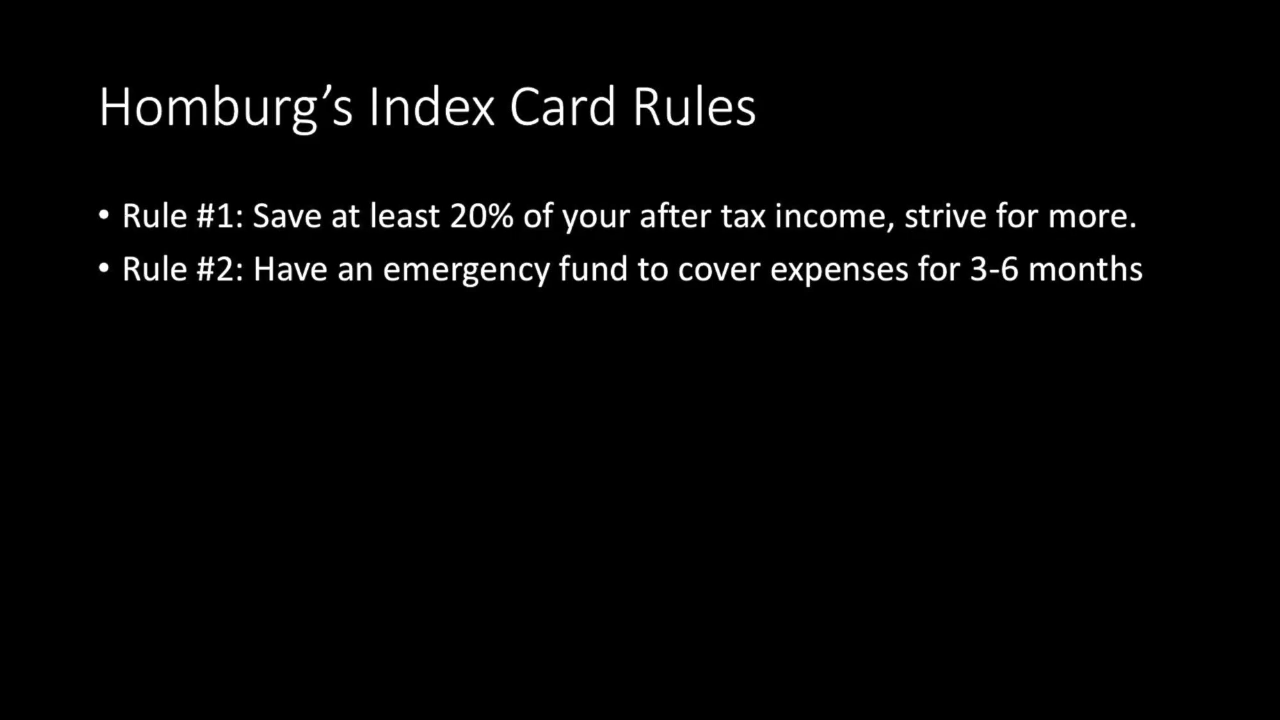 Homburg’s Index Card Rules
• Rule #1: Save at least 20% of your after tax income, strive for more.
• Rule #2: Have an emergency fund to cover expenses for 3-6 months